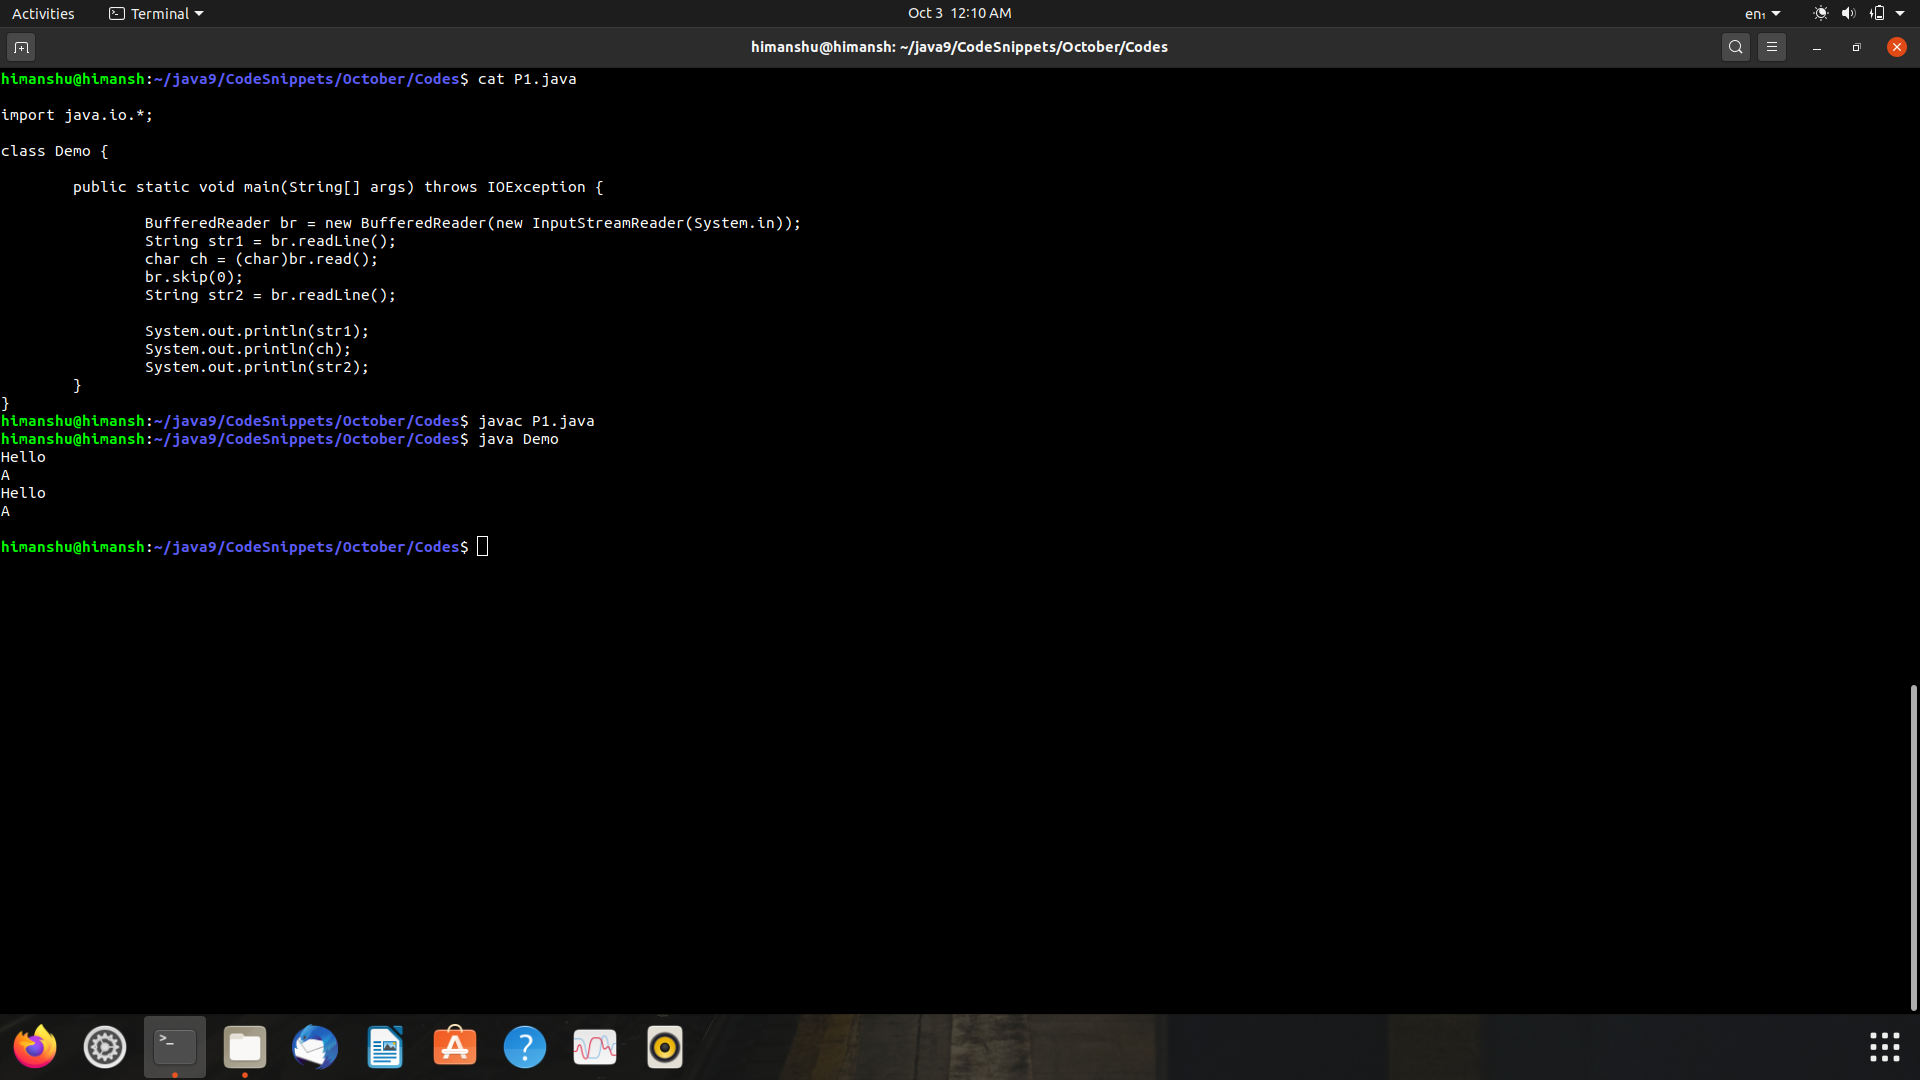 Activities Terminal Oct 3 12:10 AM en₁
himanshu@himansh: ~/java9/CodeSnippets/October/Codes
himanshu@himansh:~/java9/CodeSnippets/October/Codes$ cat P1.java
import java.io.*;
class Demo {
public static void main(String[] args) throws IOException {
BufferedReader br = new BufferedReader(new InputStreamReader(System.in));
String str1 = br.readLine();
char ch = (char)br.read();
br.skip(0);
String str2 = br.readLine();
System.out.println(str1);
System.out.println(ch);
System.out.println(str2);
}
}
himanshu@himansh:~/java9/CodeSnippets/October/Codes$ javac P1.java
himanshu@himansh:~/java9/CodeSnippets/October/Codes$ java Demo
Hello
A
Hello
A
himanshu@himansh:~/java9/CodeSnippets/October/Codes$